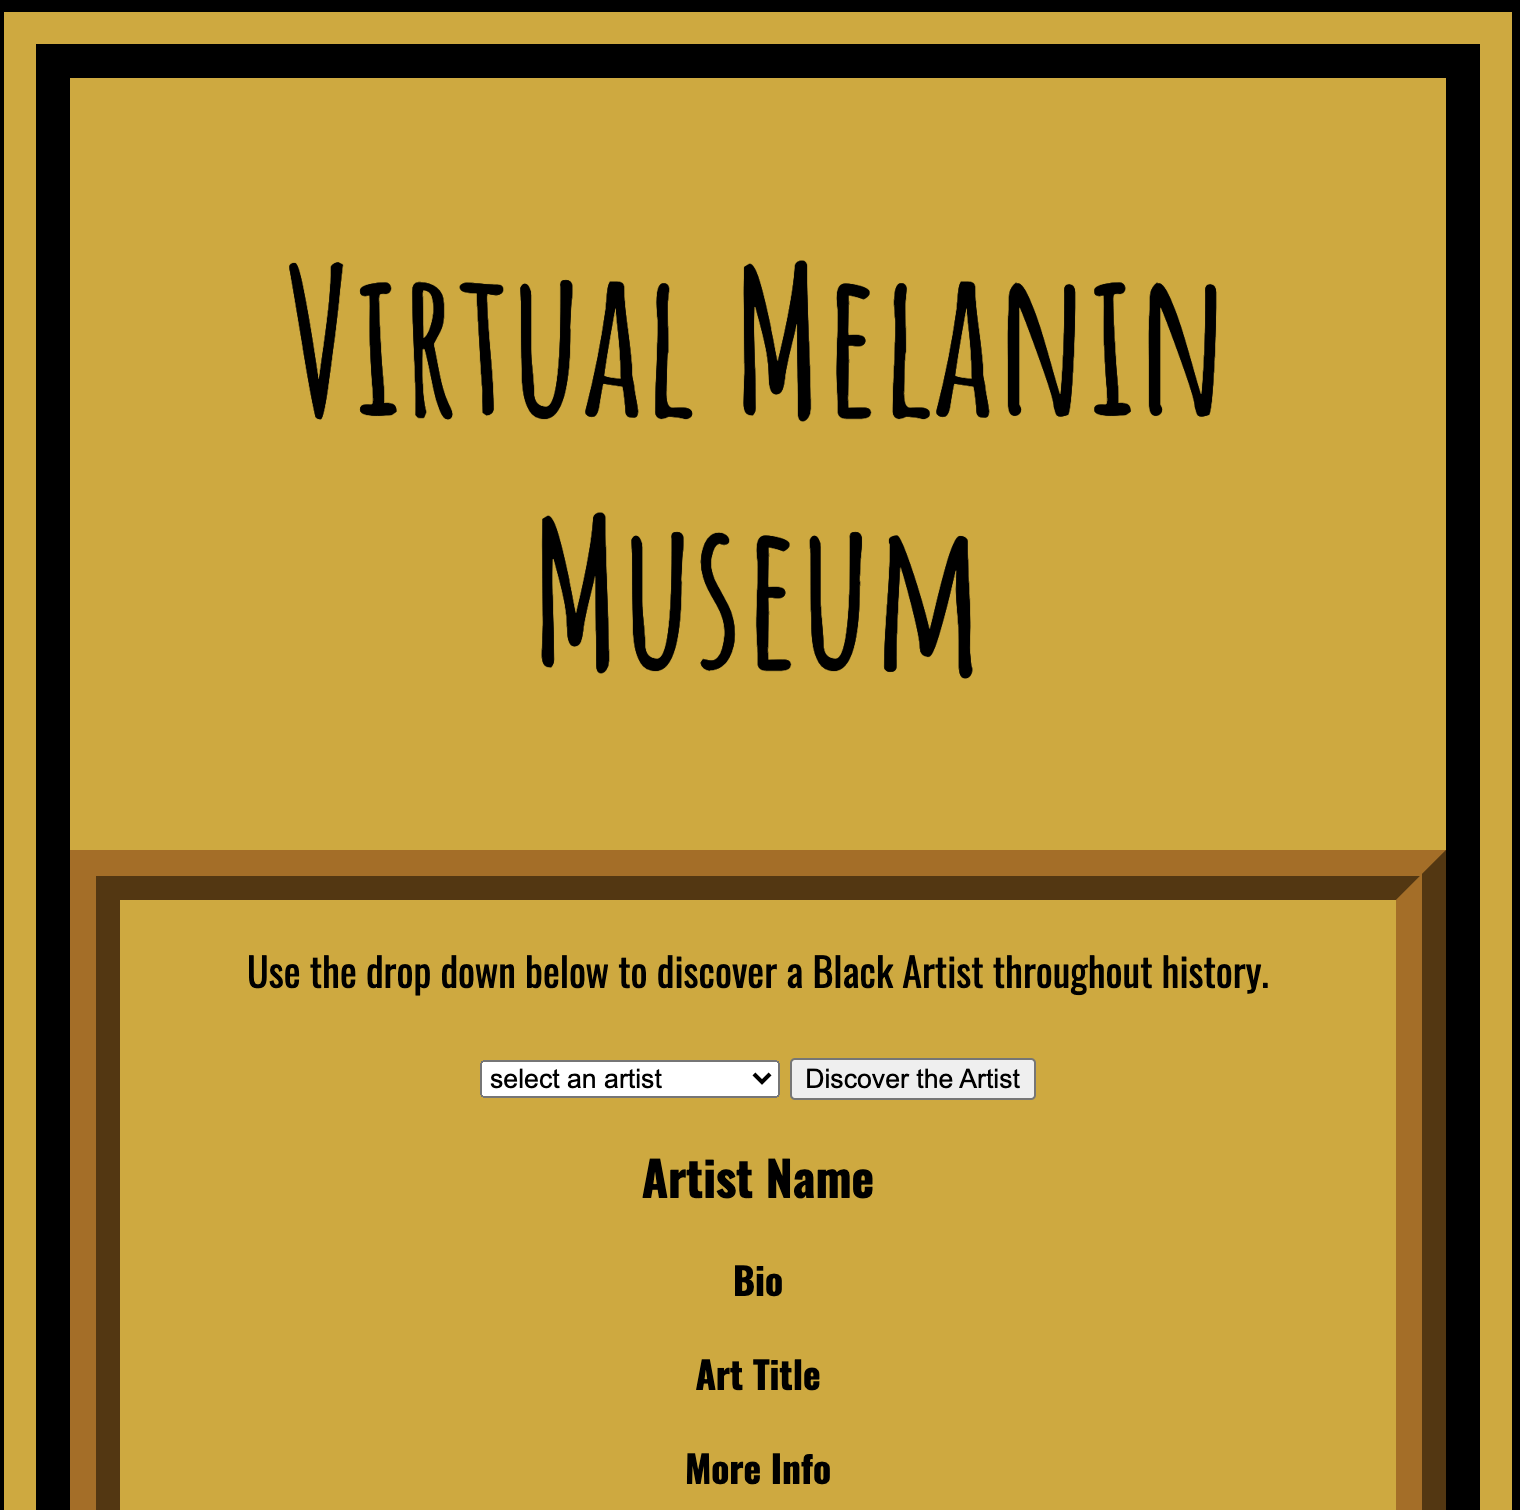 Virtual Melanin
Museum
Use the drop down below to discover a Black Artist throughout history.
select an artist Discover the Artist
Artist Name
Bio
Art Title
More Info